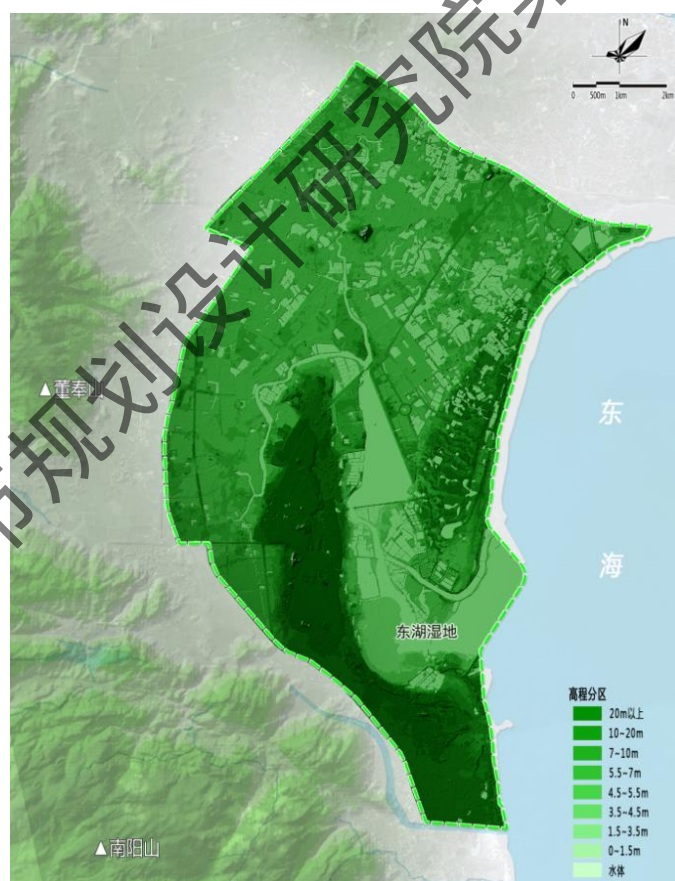 N
0 500m 1km 2km
市规划设计研究院
▲董奉山
东
海
东湖湿地
▲南阳山
高程分区
20m以上
10~20m
7~10m
5.5~7m
4.5~5.5m
3.5~4.5m
1.5~3.5m
0~1.5m
水体